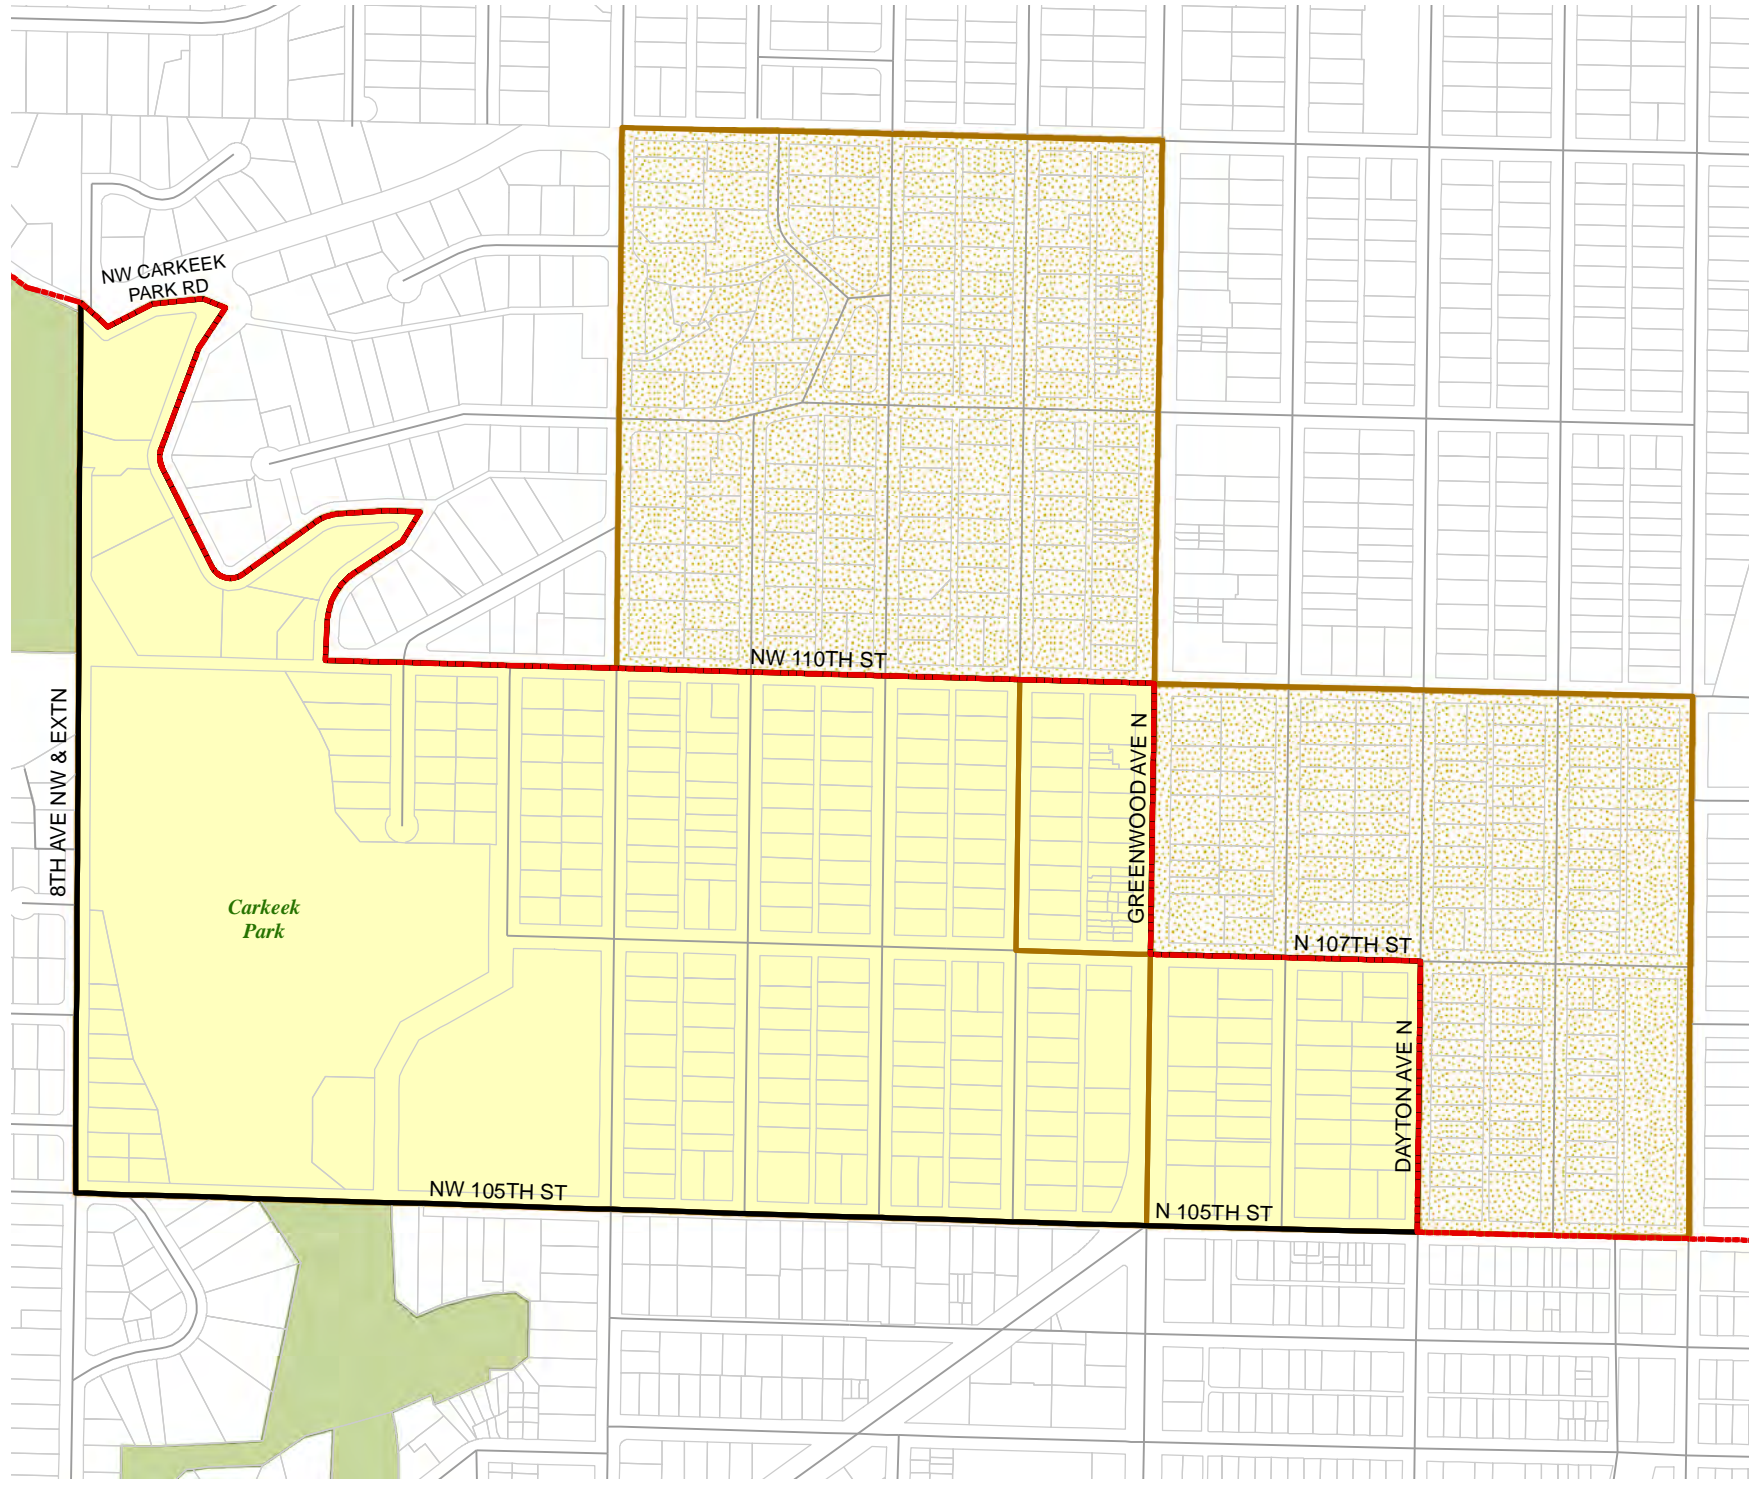 NW CARKEEK
PARK RD
NW 110TH ST
8TH AVE NW & EXTN
GREENWOOD AVE N
Carkeek
Park
N 107TH ST
DAYTON AVE N
NW 105TH ST
N 105TH ST